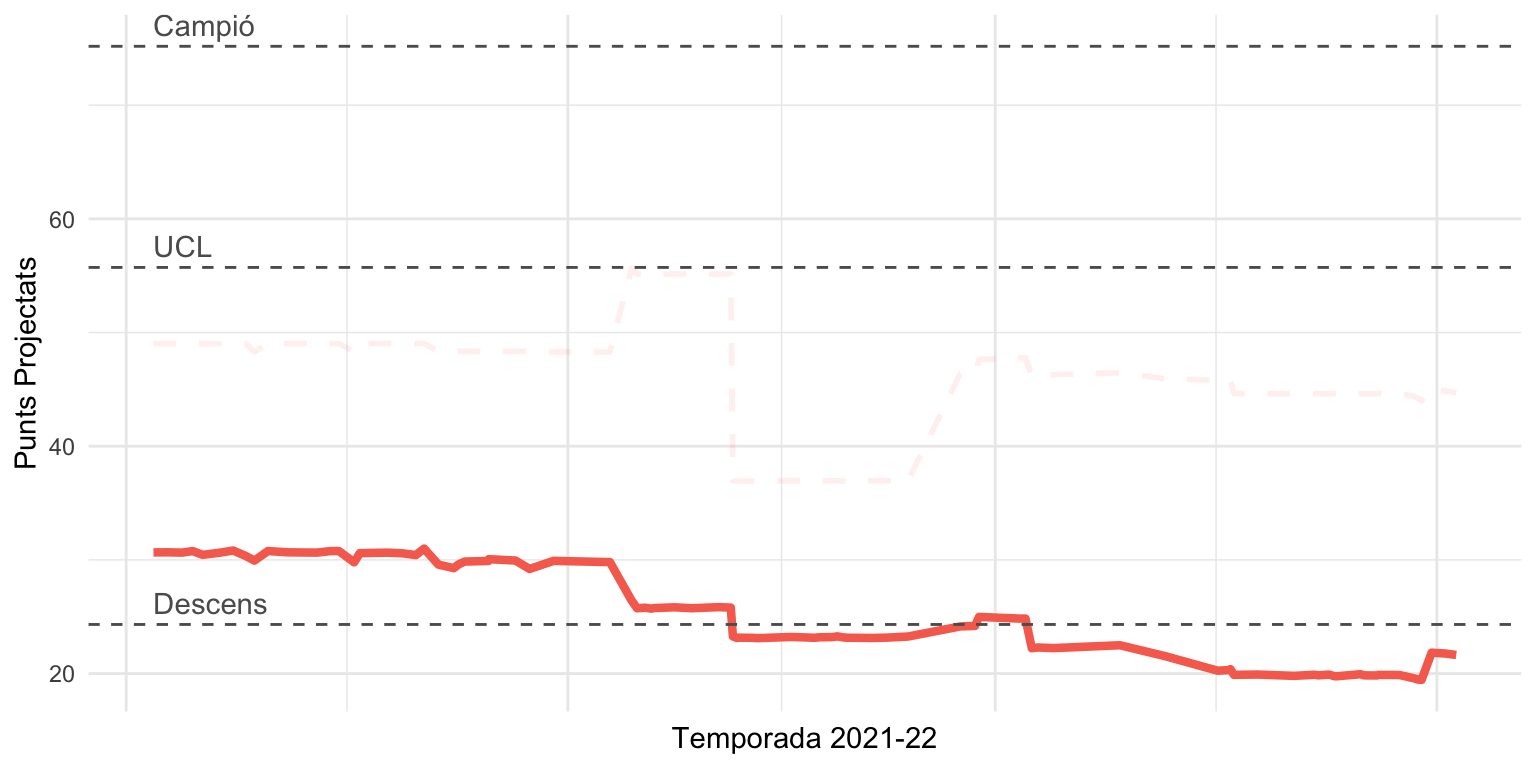 Campió
60
UCL
Punts Projectats
40
Descens
20
Temporada 2021-22